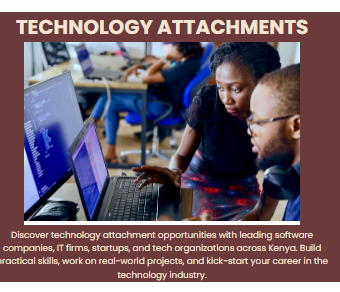 TECHNOLOGY ATTACHMENTS
Discover technology attachment opportunities with leading software
companies, IT firms, startups, and tech organizations across Kenya. Build
practical skills, work on real-world projects, and kick-start your career in the
technology industry.